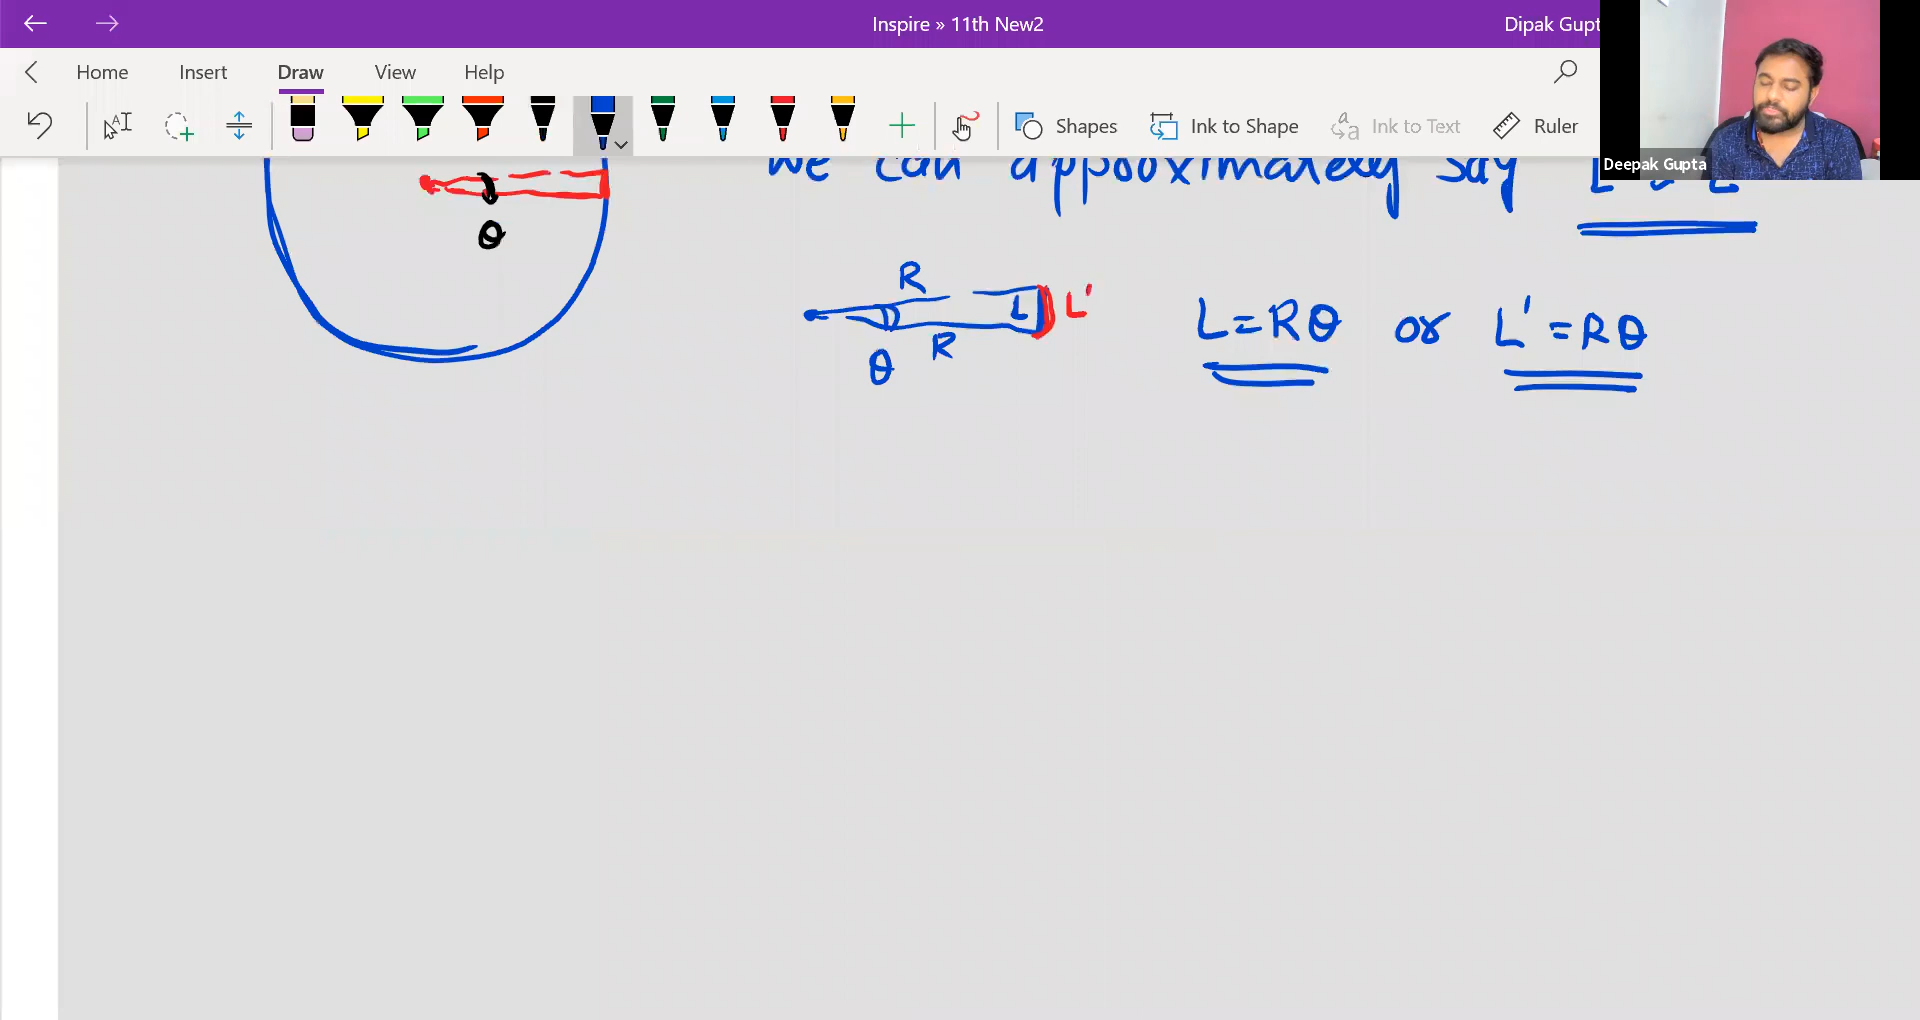 Inspire » 11th New2
Dipak Gupt
Home Insert Draw View Help
Shapes Ink to Shape Ink to Text Ruler
Deepak Gupta
we can approximately say
θ
R
L L'
θ R
L=Rθ or L'=Rθ